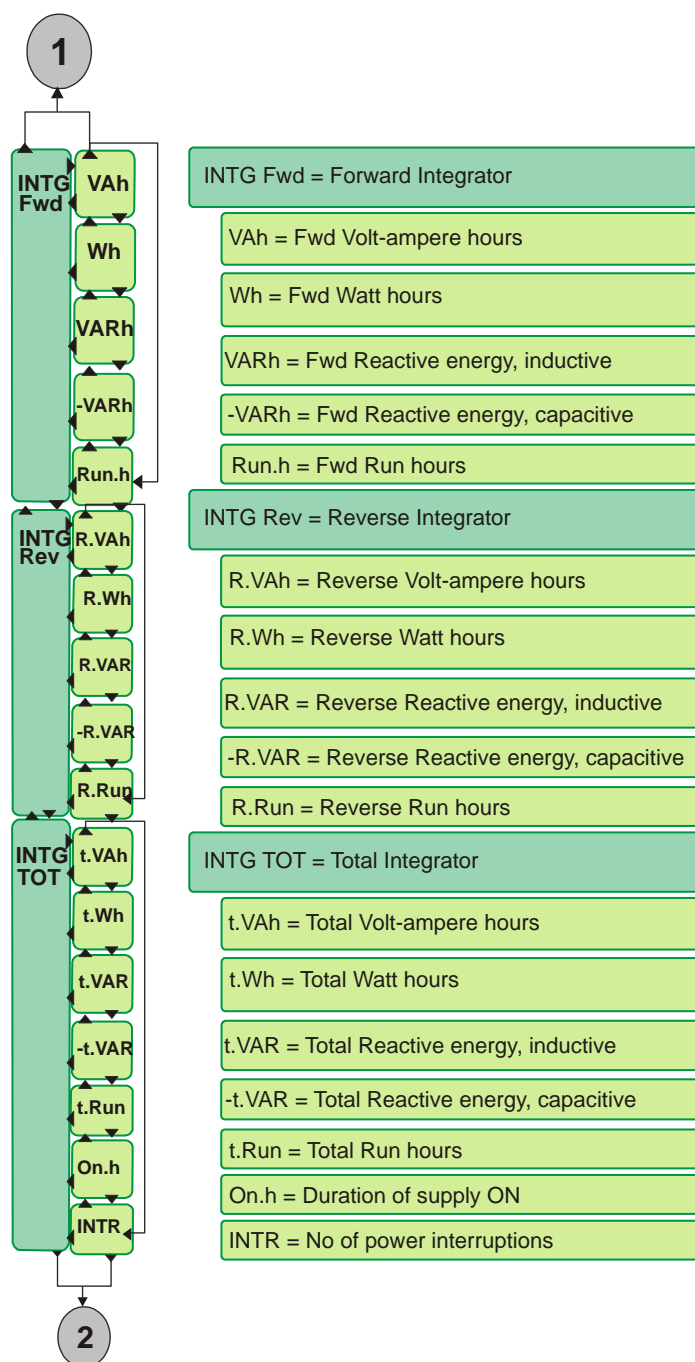 1
INTG
Fwd
VAh
Wh
VARh
-VARh
Run.h
INTG
Rev
R.VAh
R.Wh
R.VAR
-R.VAR
R.Run
INTG
TOT
t.VAh
t.Wh
t.VAR
-t.VAR
t.Run
On.h
INTR
2
INTG Fwd = Forward Integrator
VAh = Fwd Volt-ampere hours
Wh = Fwd Watt hours
VARh = Fwd Reactive energy, inductive
-VARh = Fwd Reactive energy, capacitive
Run.h = Fwd Run hours
INTG Rev = Reverse Integrator
R.VAh = Reverse Volt-ampere hours
R.Wh = Reverse Watt hours
R.VAR = Reverse Reactive energy, inductive
-R.VAR = Reverse Reactive energy, capacitive
R.Run = Reverse Run hours
INTG TOT = Total Integrator
t.VAh = Total Volt-ampere hours
t.Wh = Total Watt hours
t.VAR = Total Reactive energy, inductive
-t.VAR = Total Reactive energy, capacitive
t.Run = Total Run hours
On.h = Duration of supply ON
INTR = No of power interruptions